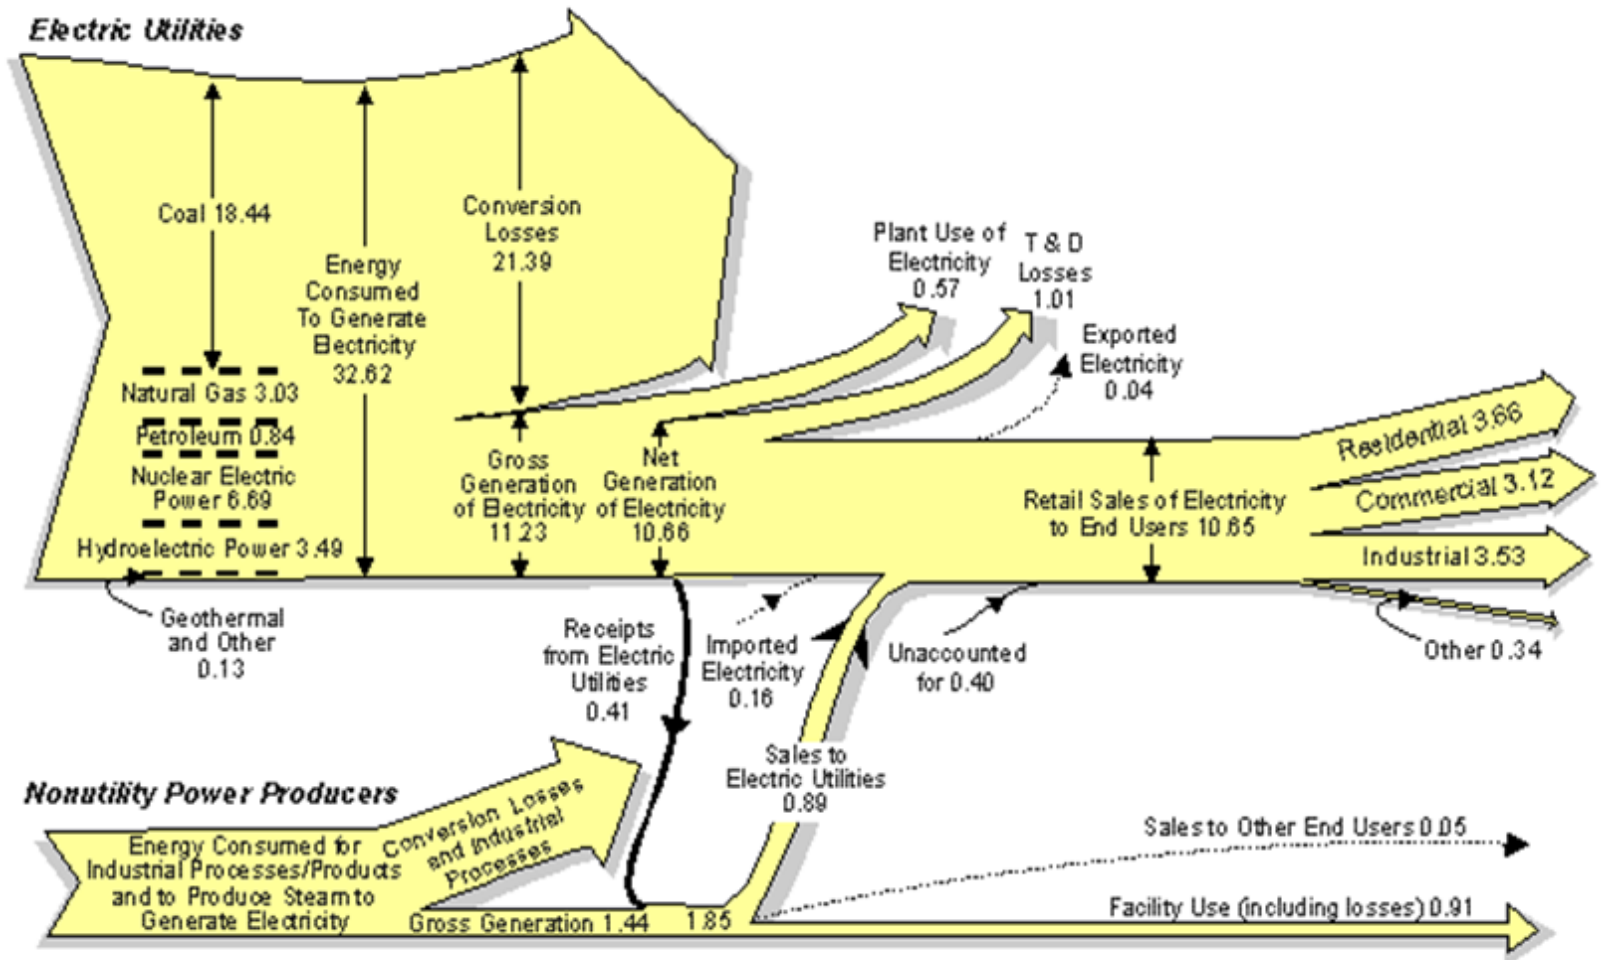 Electric Utilities
Coal 18.44
Natural Gas 3.03
Petroleum 0.84
Nuclear Electric
Power 6.69
Hydroelectric Power 3.49
Geothermal
and Other
0.13
Energy
Consumed
To Generate
Electricity
32.62
Conversion
Losses
21.39
Gross
Generation
of Electricity
11.23
Net
Generation
of Electricity
10.66
Plant Use of
Electricity
0.57
T & D
Losses
1.01
Exported
Electricity
0.04
Retail Sales of Electricity
to End Users 10.65
Residential 3.66
Commercial 3.12
Industrial 3.53
Other 0.34
Receipts
from Electric
Utilities
0.41
Imported
Electricity
0.16
Unaccounted
for 0.40
Sales to
Electric Utilities
0.89
Nonutility Power Producers
Energy Consumed for
Industrial Processes/Products
and to Produce Steam to
Generate Electricity
Conversion Losses
and Industrial
Processes
Gross Generation 1.44
1.85
Sales to Other End Users 0.05
Facility Use (including losses) 0.91